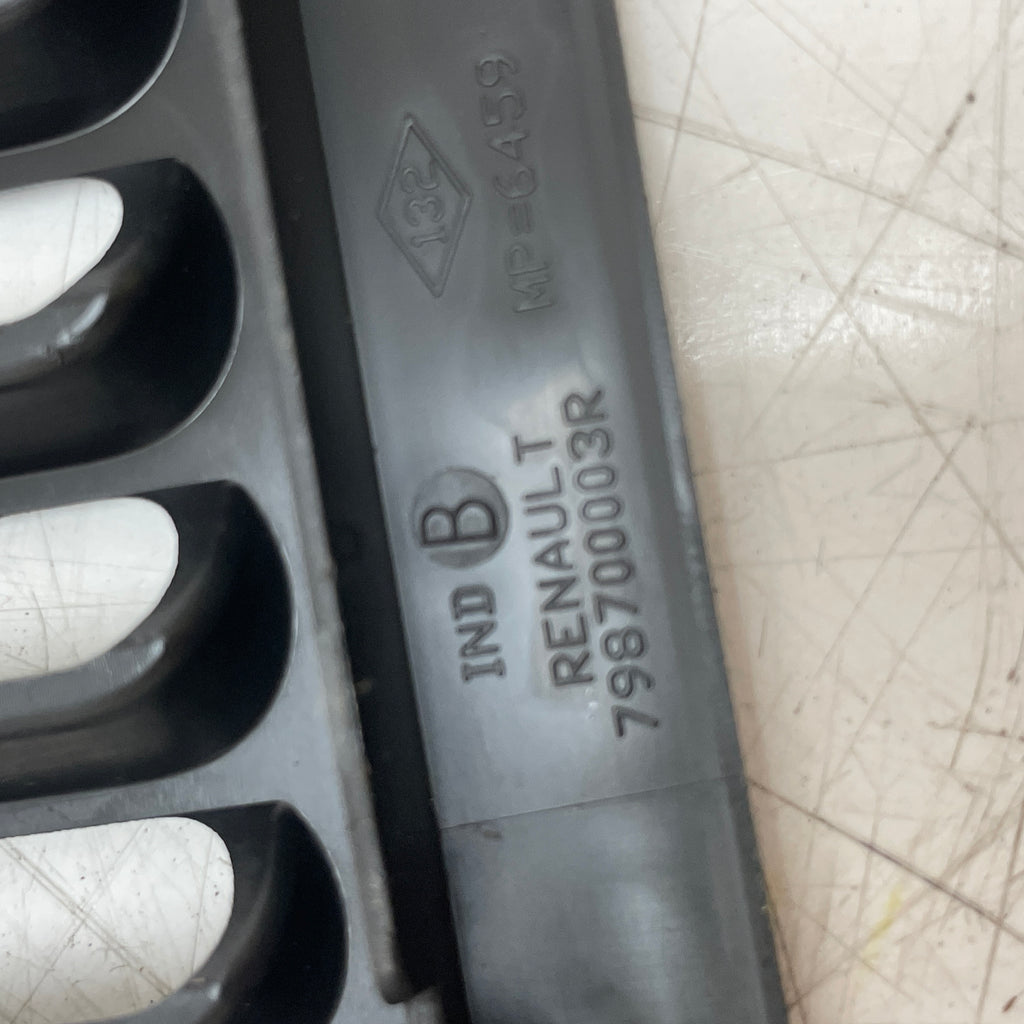 132
MP=6459
IND B
RENAULT
798700003R